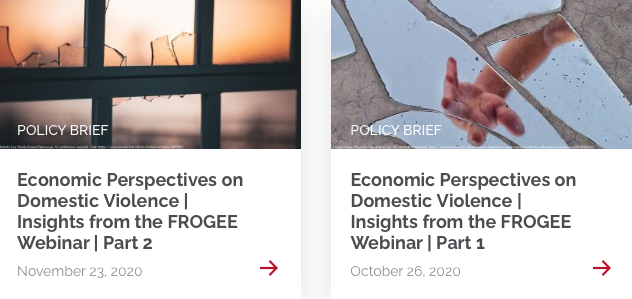 POLICY BRIEF
Economic Perspectives on
Domestic Violence |
Insights from the FROGEE
Webinar | Part 2
November 23, 2020
POLICY BRIEF
Economic Perspectives on
Domestic Violence |
Insights from the FROGEE
Webinar | Part 1
October 26, 2020